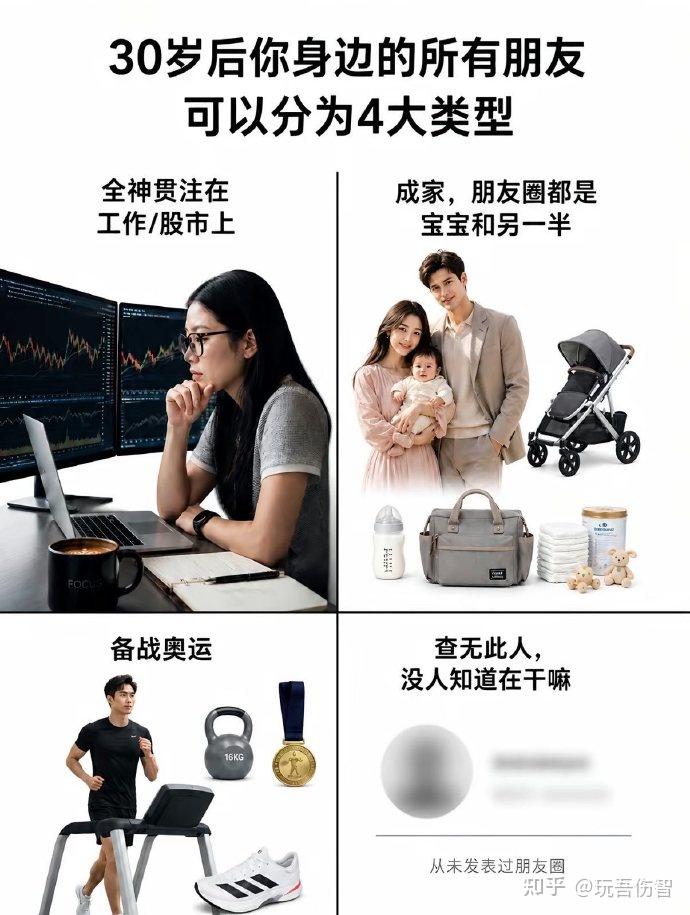 30岁后你身边的所有朋友
可以分为4大类型
全神贯注在
工作/股市上
成家，朋友圈都是
宝宝和另一半
FOCUS
备战奥运
16KG
查无此人，
没人知道在干嘛
从未发表过朋友圈
知乎 @玩吾伤智